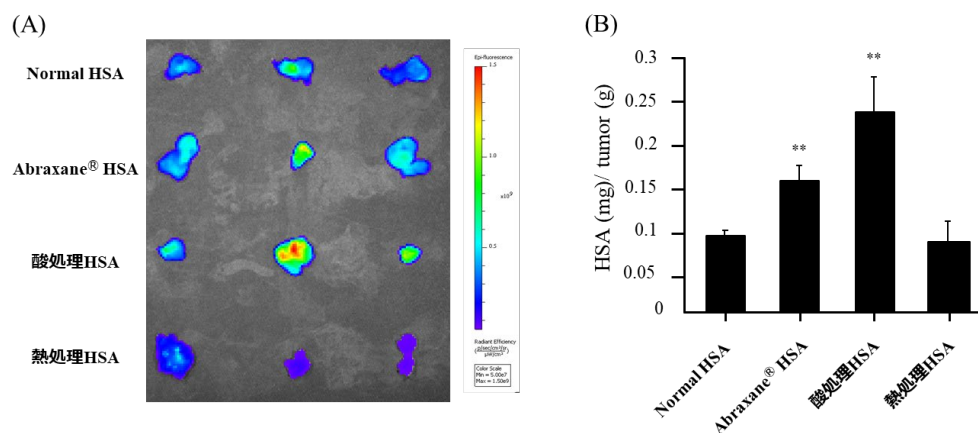 (A)
Normal HSA
Abraxane® HSA
酸処理HSA
熱処理HSA
Epi-fluorescence
1.5
1.0
x10⁹
0.5
Radiant Efficiency
Color Scale
Min = 5.00e7
Max = 1.50e9
(B)
HSA (mg)/ tumor (g)
0.3
0.25
0.2
0.15
0.1
0.05
0
**
**
Normal HSA
Abraxane® HSA
酸処理HSA
熱処理HSA